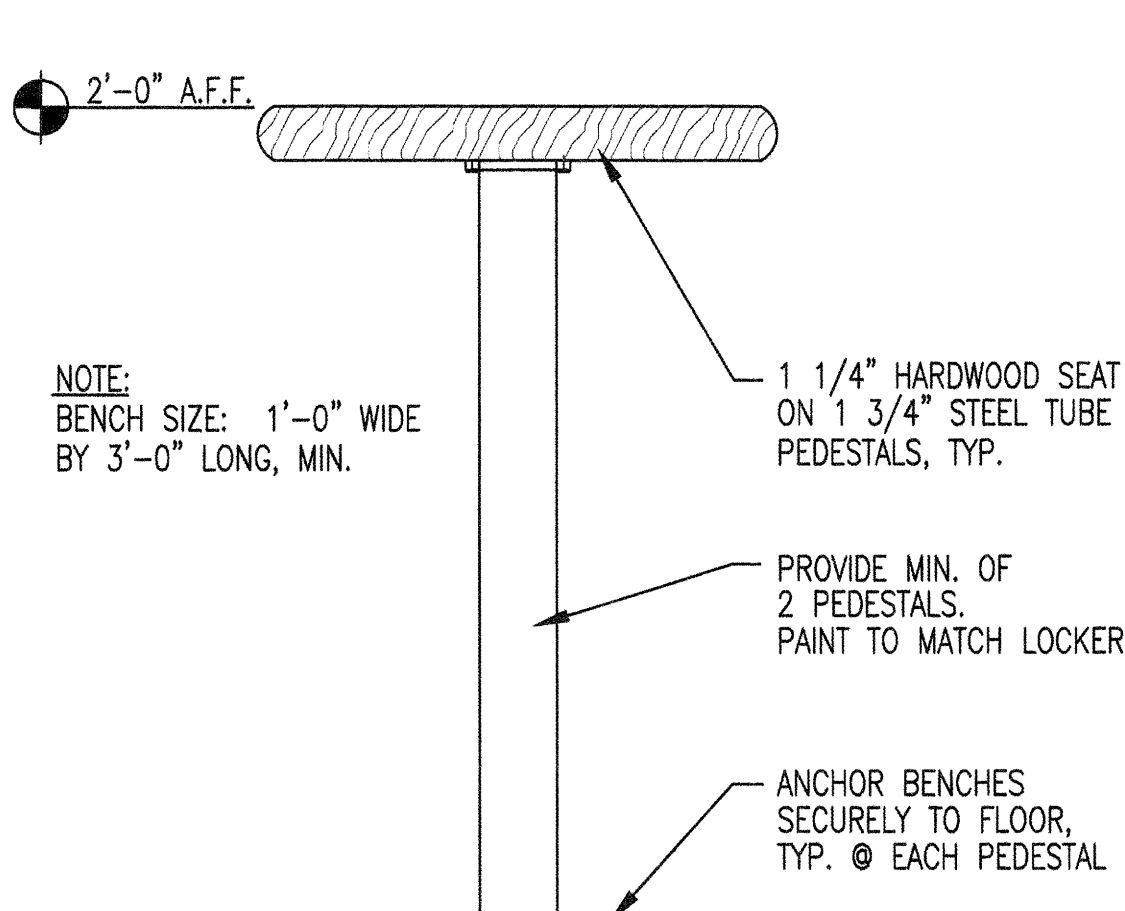 2'-0" A.F.F.
NOTE:
BENCH SIZE: 1'-0" WIDE
BY 3'-0" LONG, MIN.
1 1/4" HARDWOOD SEAT
ON 1 3/4" STEEL TUBE
PEDESTALS, TYP.
PROVIDE MIN. OF
2 PEDESTALS.
PAINT TO MATCH LOCKER
ANCHOR BENCHES
SECURELY TO FLOOR,
TYP. @ EACH PEDESTAL